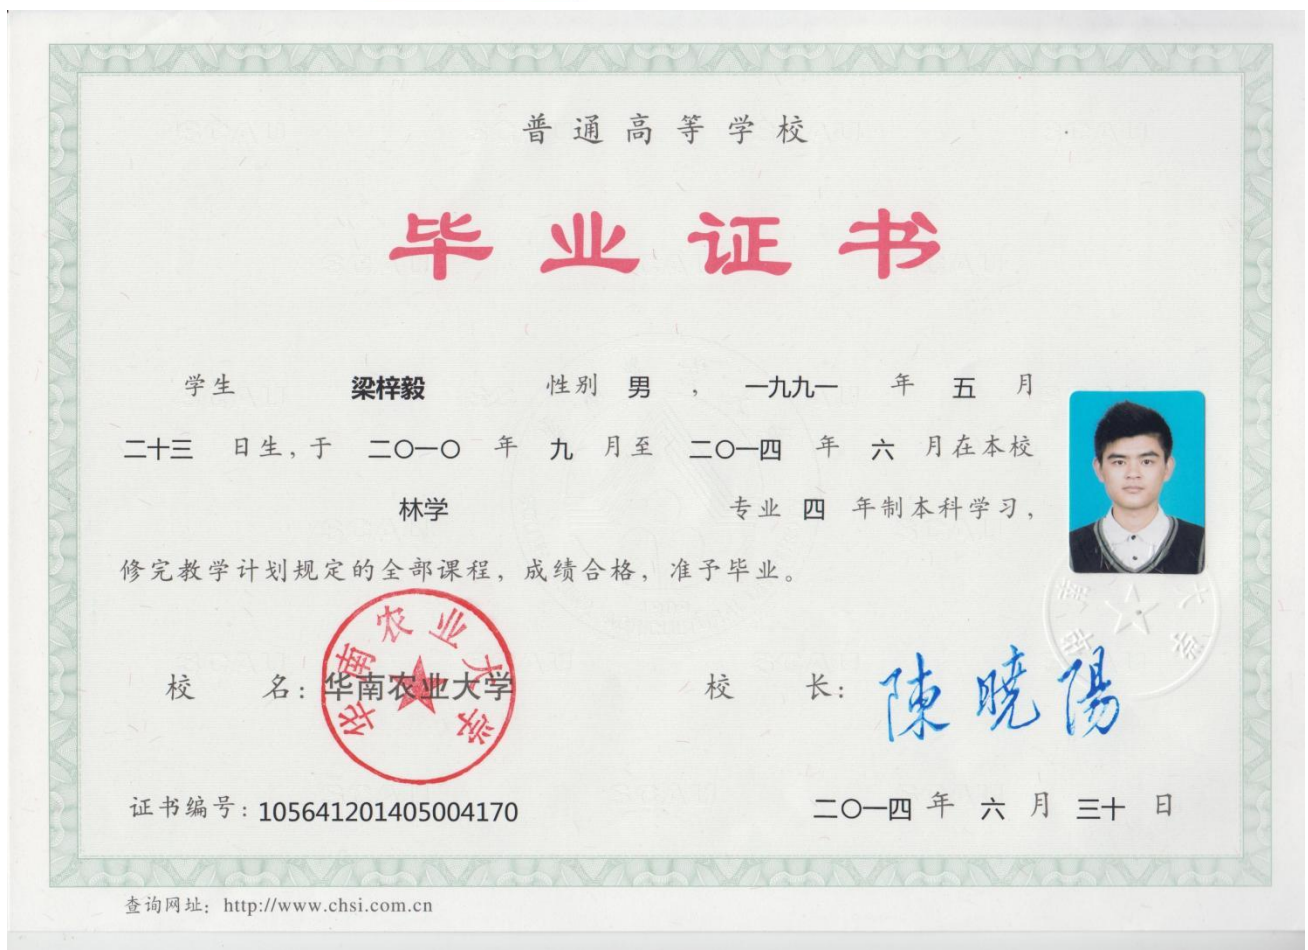 普通高等学校
毕业证书
学生 梁梓毅 性别 男 ， 一九九一 年 五 月
二十三 日生，于 二〇一〇 年 九 月至 二〇一四 年 六 月在本校
林学 专业 四 年制本科学习，
修完教学计划规定的全部课程，成绩合格，准予毕业。
华南农业大学
校 名：华南农业大学 校 长：陳曉陽
证书编号：105641201405004170 二〇一四 年 六 月 三十 日
查询网址：http://www.chsi.com.cn